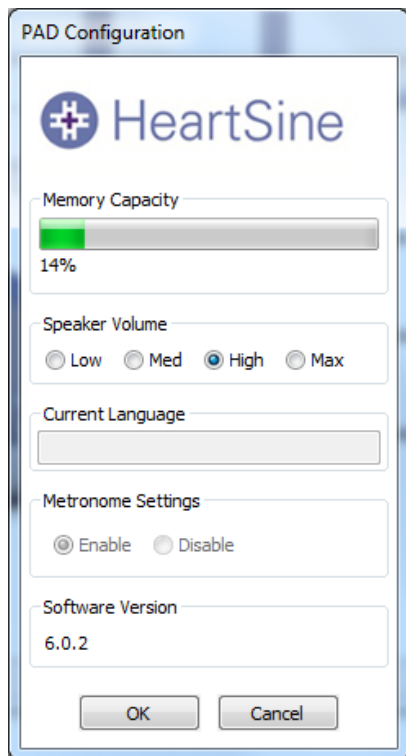 PAD Configuration
HeartSine
Memory Capacity
14%
Speaker Volume
Low Med High Max
Current Language
Metronome Settings
Enable Disable
Software Version
6.0.2
OK Cancel